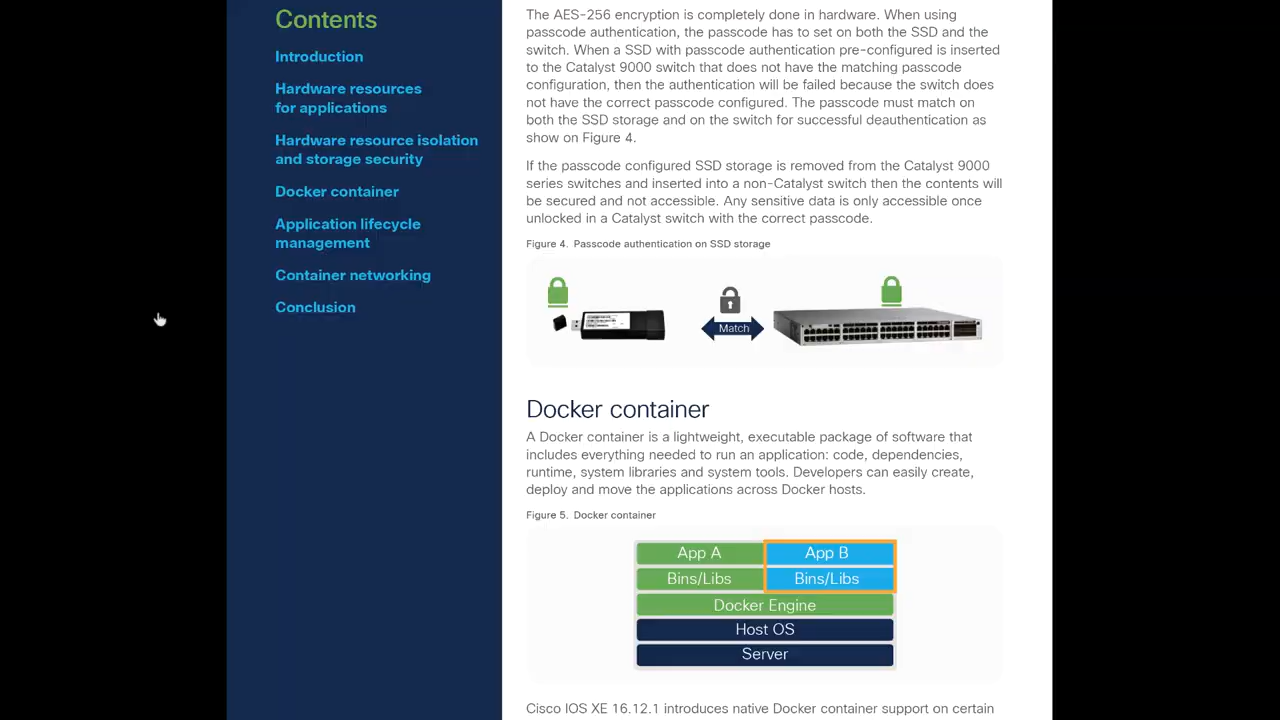 Contents
Introduction
Hardware resources
for applications
Hardware resource isolation
and storage security
Docker container
Application lifecycle
management
Container networking
Conclusion
The AES-256 encryption is completely done in hardware. When using
passcode authentication, the passcode has to set on both the SSD and the
switch. When a SSD with passcode authentication pre-configured is inserted
to the Catalyst 9000 switch that does not have the matching passcode
configuration, then the authentication will be failed because the switch does
not have the correct passcode configured. The passcode must match on
both the SSD storage and on the switch for successful deauthentication as
show on Figure 4.
If the passcode configured SSD storage is removed from the Catalyst 9000
series switches and inserted into a non-Catalyst switch then the contents will
be secured and not accessible. Any sensitive data is only accessible once
unlocked in a Catalyst switch with the correct passcode.
Figure 4. Passcode authentication on SSD storage
Match
Docker container
A Docker container is a lightweight, executable package of software that
includes everything needed to run an application: code, dependencies,
runtime, system libraries and system tools. Developers can easily create,
deploy and move the applications across Docker hosts.
Figure 5. Docker container
App A App B
Bins/Libs Bins/Libs
Docker Engine
Host OS
Server
Cisco IOS XE 16.12.1 introduces native Docker container support on certain